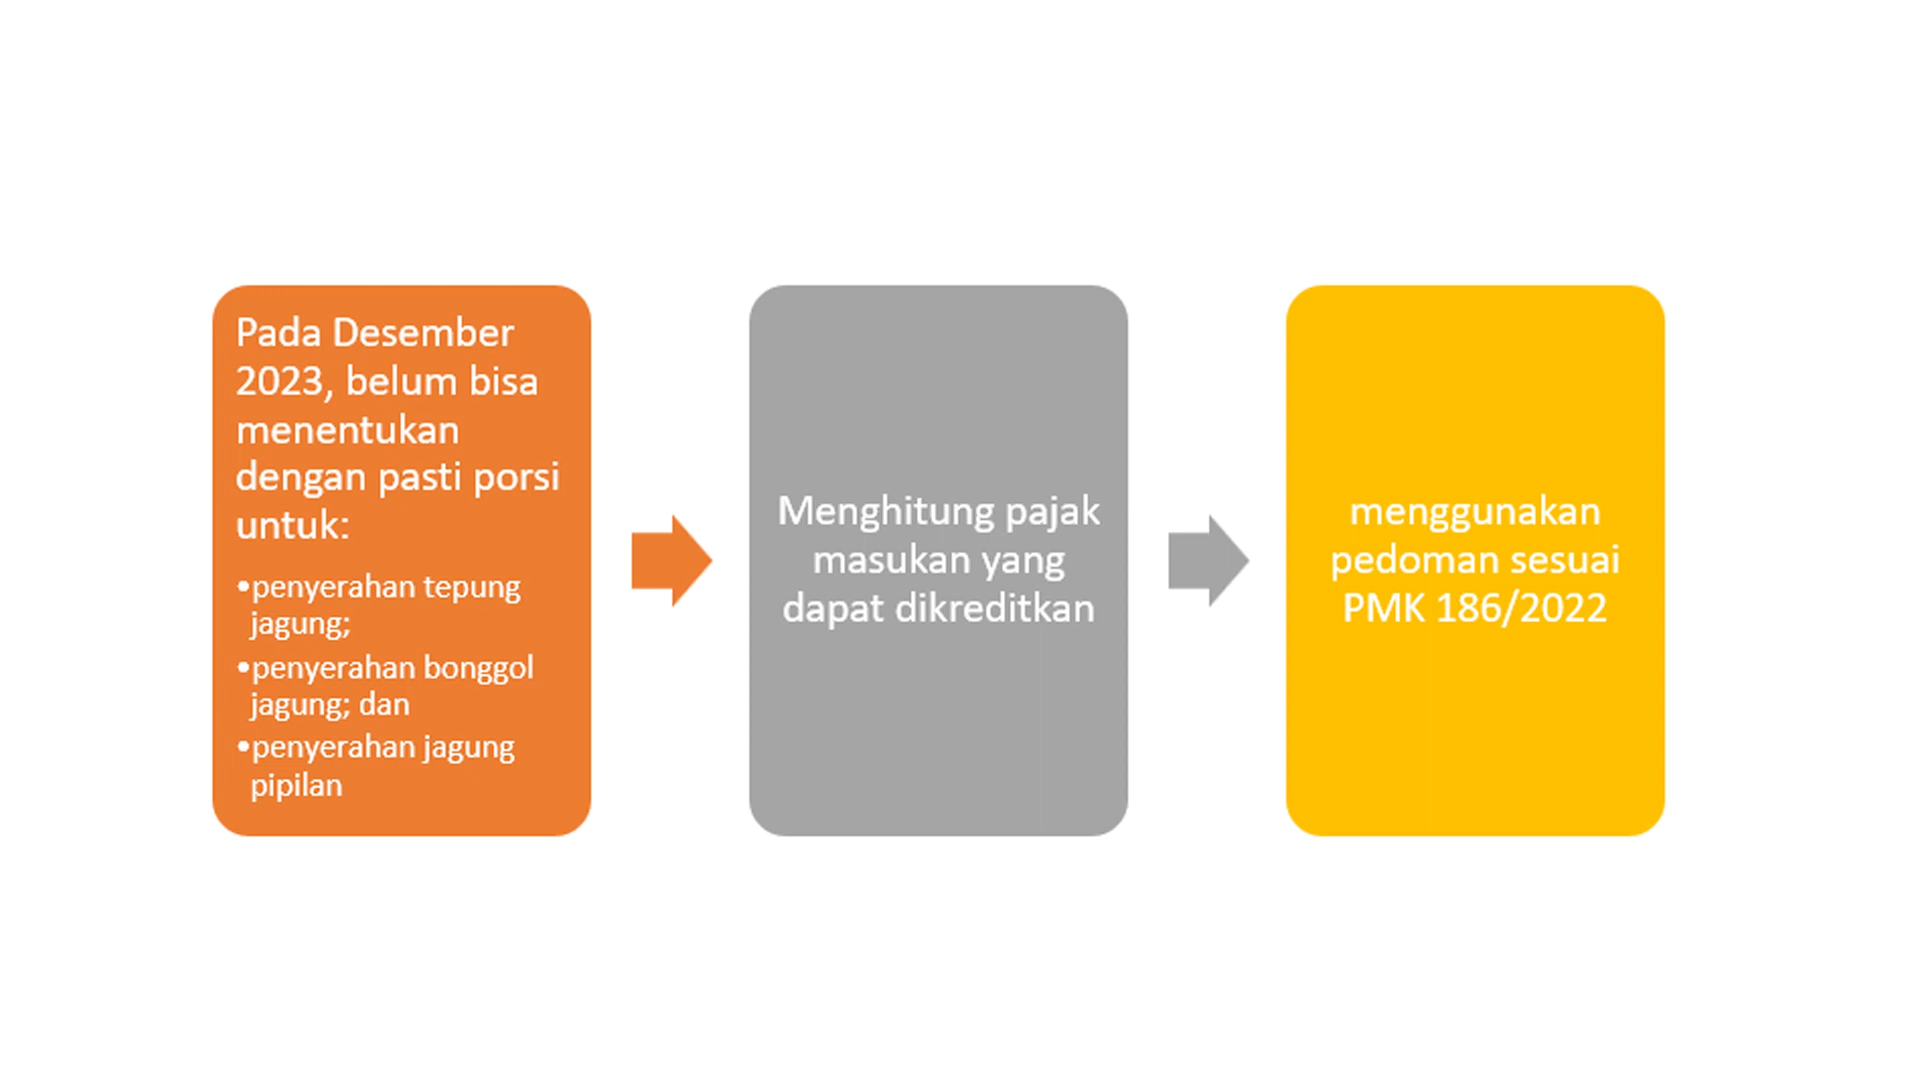 Pada Desember
2023, belum bisa
menentukan
dengan pasti porsi
untuk:
•penyerahan tepung
jagung;
•penyerahan bonggol
jagung; dan
•penyerahan jagung
pipilan
Menghitung pajak
masukan yang
dapat dikreditkan
menggunakan
pedoman sesuai
PMK 186/2022